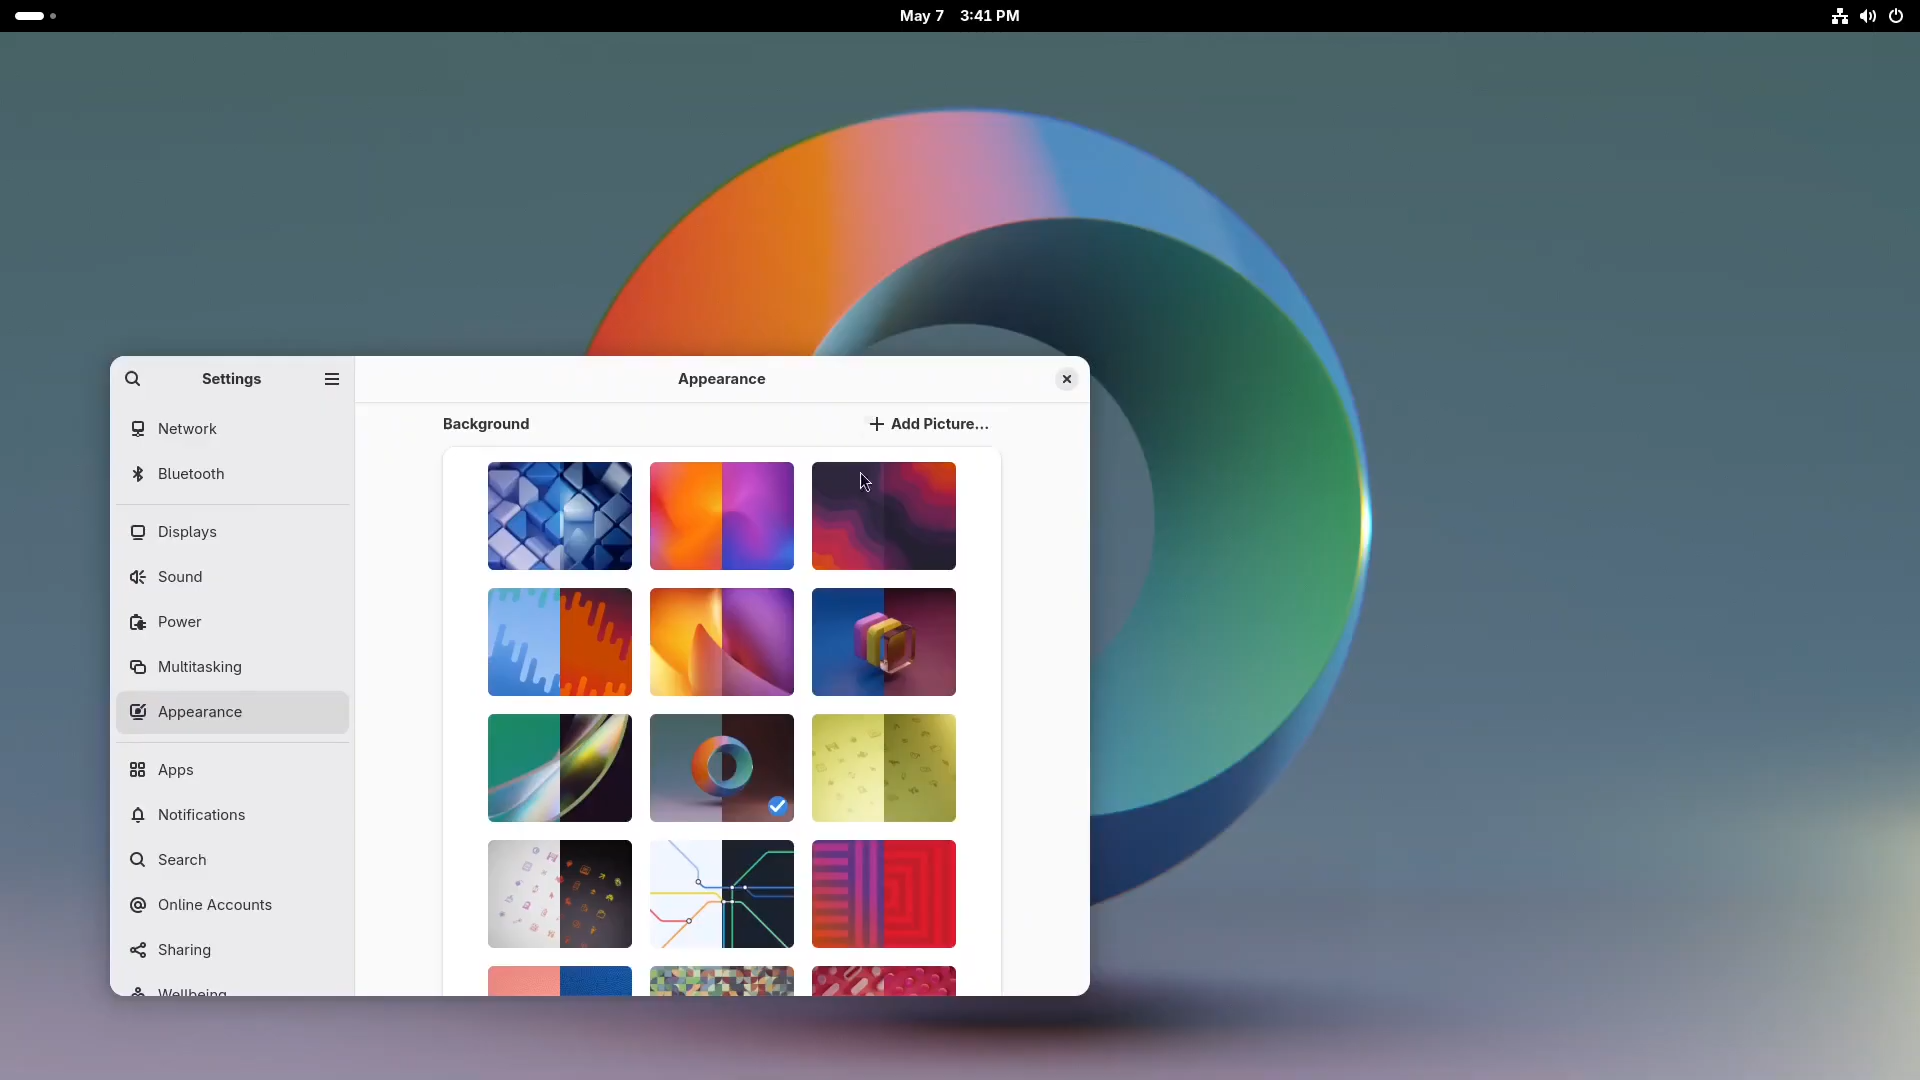 May 7 3:41 PM
Settings
Appearance
Network
Bluetooth
Displays
Sound
Power
Multitasking
Appearance
Apps
Notifications
Search
Online Accounts
Sharing
Wellbeing
Background
Add Picture...